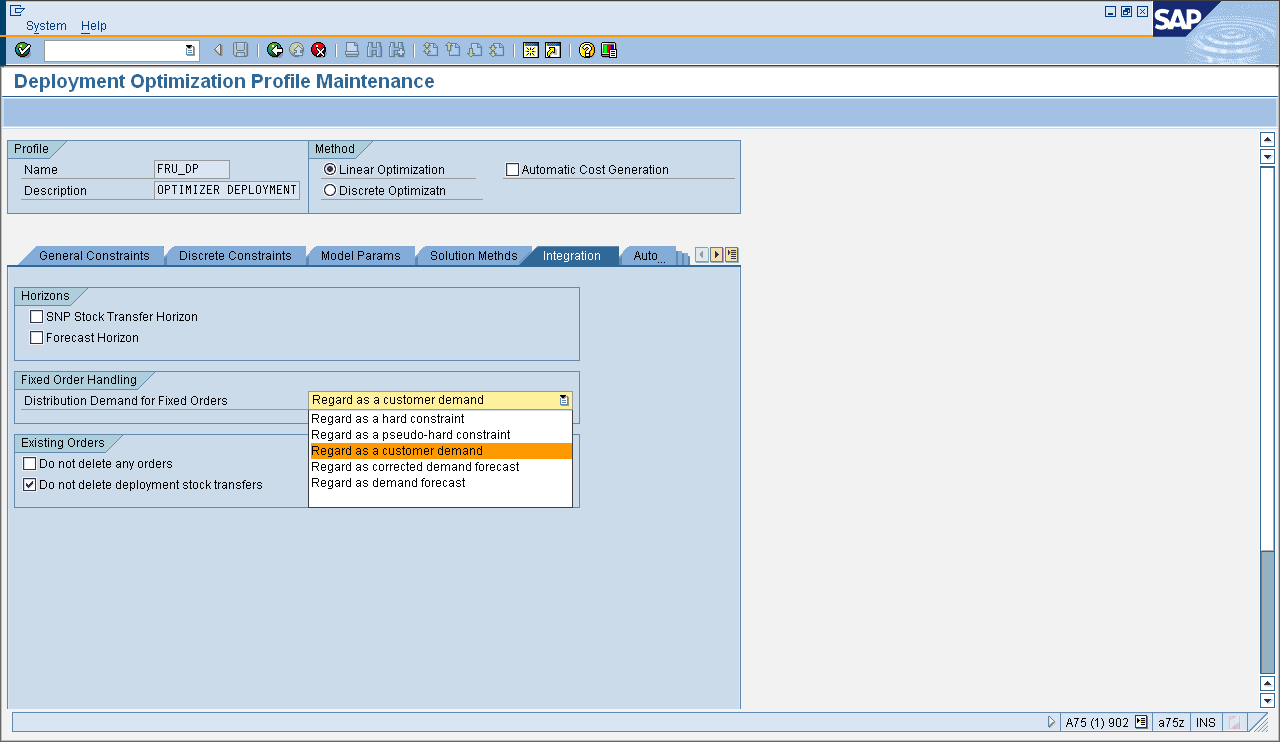 System Help
SAP
Deployment Optimization Profile Maintenance
Profile
Name FRU_DP
Description OPTIMIZER DEPLOYMENT
Method
Linear Optimization
Automatic Cost Generation
Discrete Optimizatn
General Constraints Discrete Constraints Model Params Solution Methds Integration Auto...
Horizons
SNP Stock Transfer Horizon
Forecast Horizon
Fixed Order Handling
Distribution Demand for Fixed Orders Regard as a customer demand
Regard as a hard constraint
Regard as a pseudo-hard constraint
Regard as a customer demand
Regard as corrected demand forecast
Regard as demand forecast
Existing Orders
Do not delete any orders
Do not delete deployment stock transfers
A75 (1) 902 a75z INS